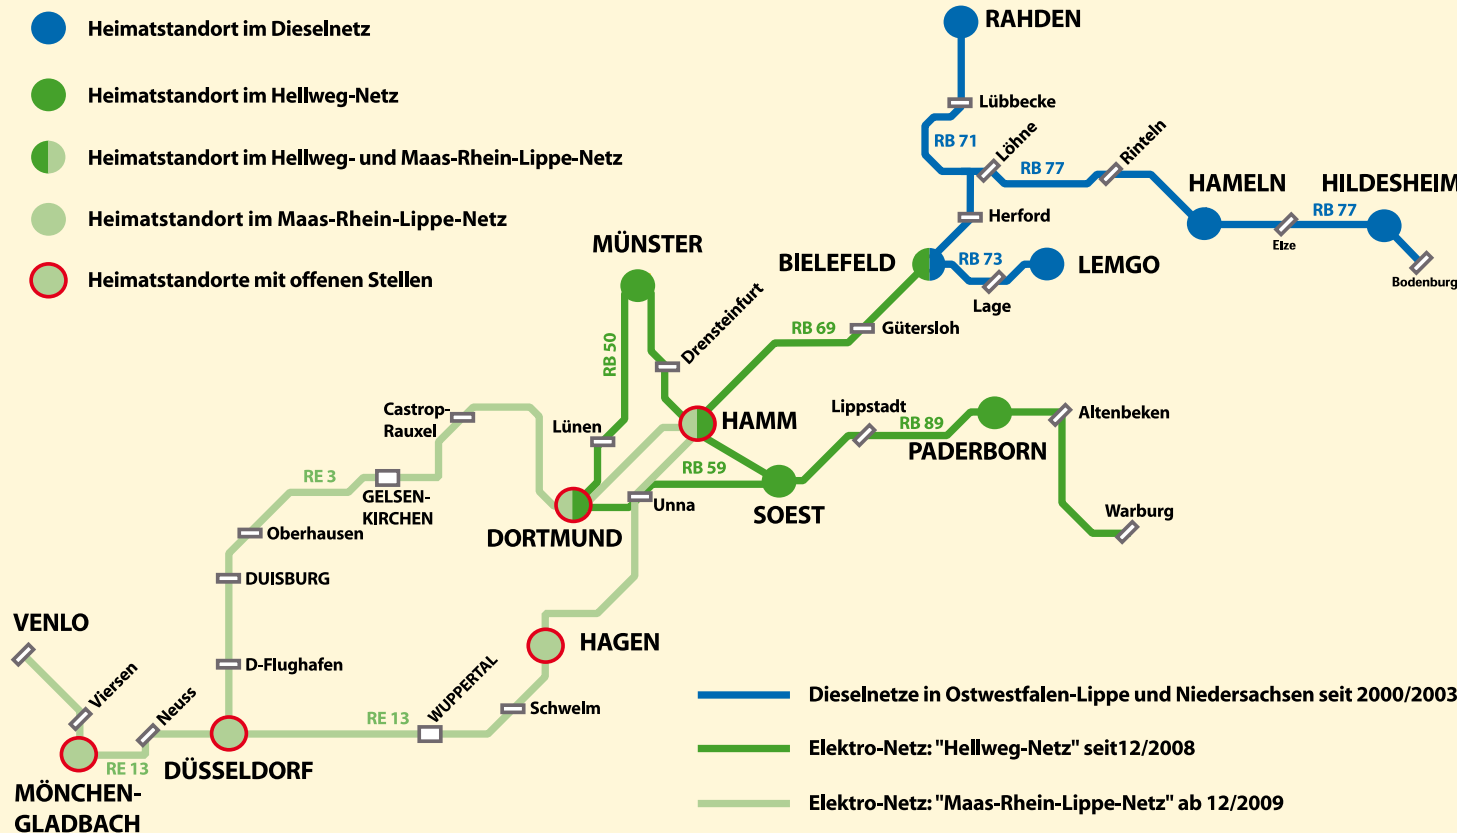 Heimatstandort im Dieselnetz
Heimatstandort im Hellweg-Netz
Heimatstandort im Hellweg- und Maas-Rhein-Lippe-Netz
Heimatstandort im Maas-Rhein-Lippe-Netz
Heimatstandorte mit offenen Stellen
RAHDEN
Lübbecke
RB 71
Löhne
RB 77
Rinteln
HAMELN
HILDESHEIM
RB 77
Elze
Bodenburg
Herford
BIELEFELD
RB 73
LEMGO
Lage
MÜNSTER
Drensteinfurt
RB 50
RB 69
Gütersloh
Castrop-
Rauxel
Lünen
HAMM
Lippstadt
RB 89
PADERBORN
Altenbeken
RE 3
GELSEN-
KIRCHEN
RB 59
Unna
SOEST
Warburg
DORTMUND
Oberhausen
DUISBURG
VENLO
Viersen
Neuss
D-Flughafen
HAGEN
WUPPERTAL
Schwelm
RE 13
RE 13
DÜSSELDORF
MÖNCHEN-
GLADBACH
Dieselnetze in Ostwestfalen-Lippe und Niedersachsen seit 2000/2003
Elektro-Netz: "Hellweg-Netz" seit12/2008
Elektro-Netz: "Maas-Rhein-Lippe-Netz" ab 12/2009